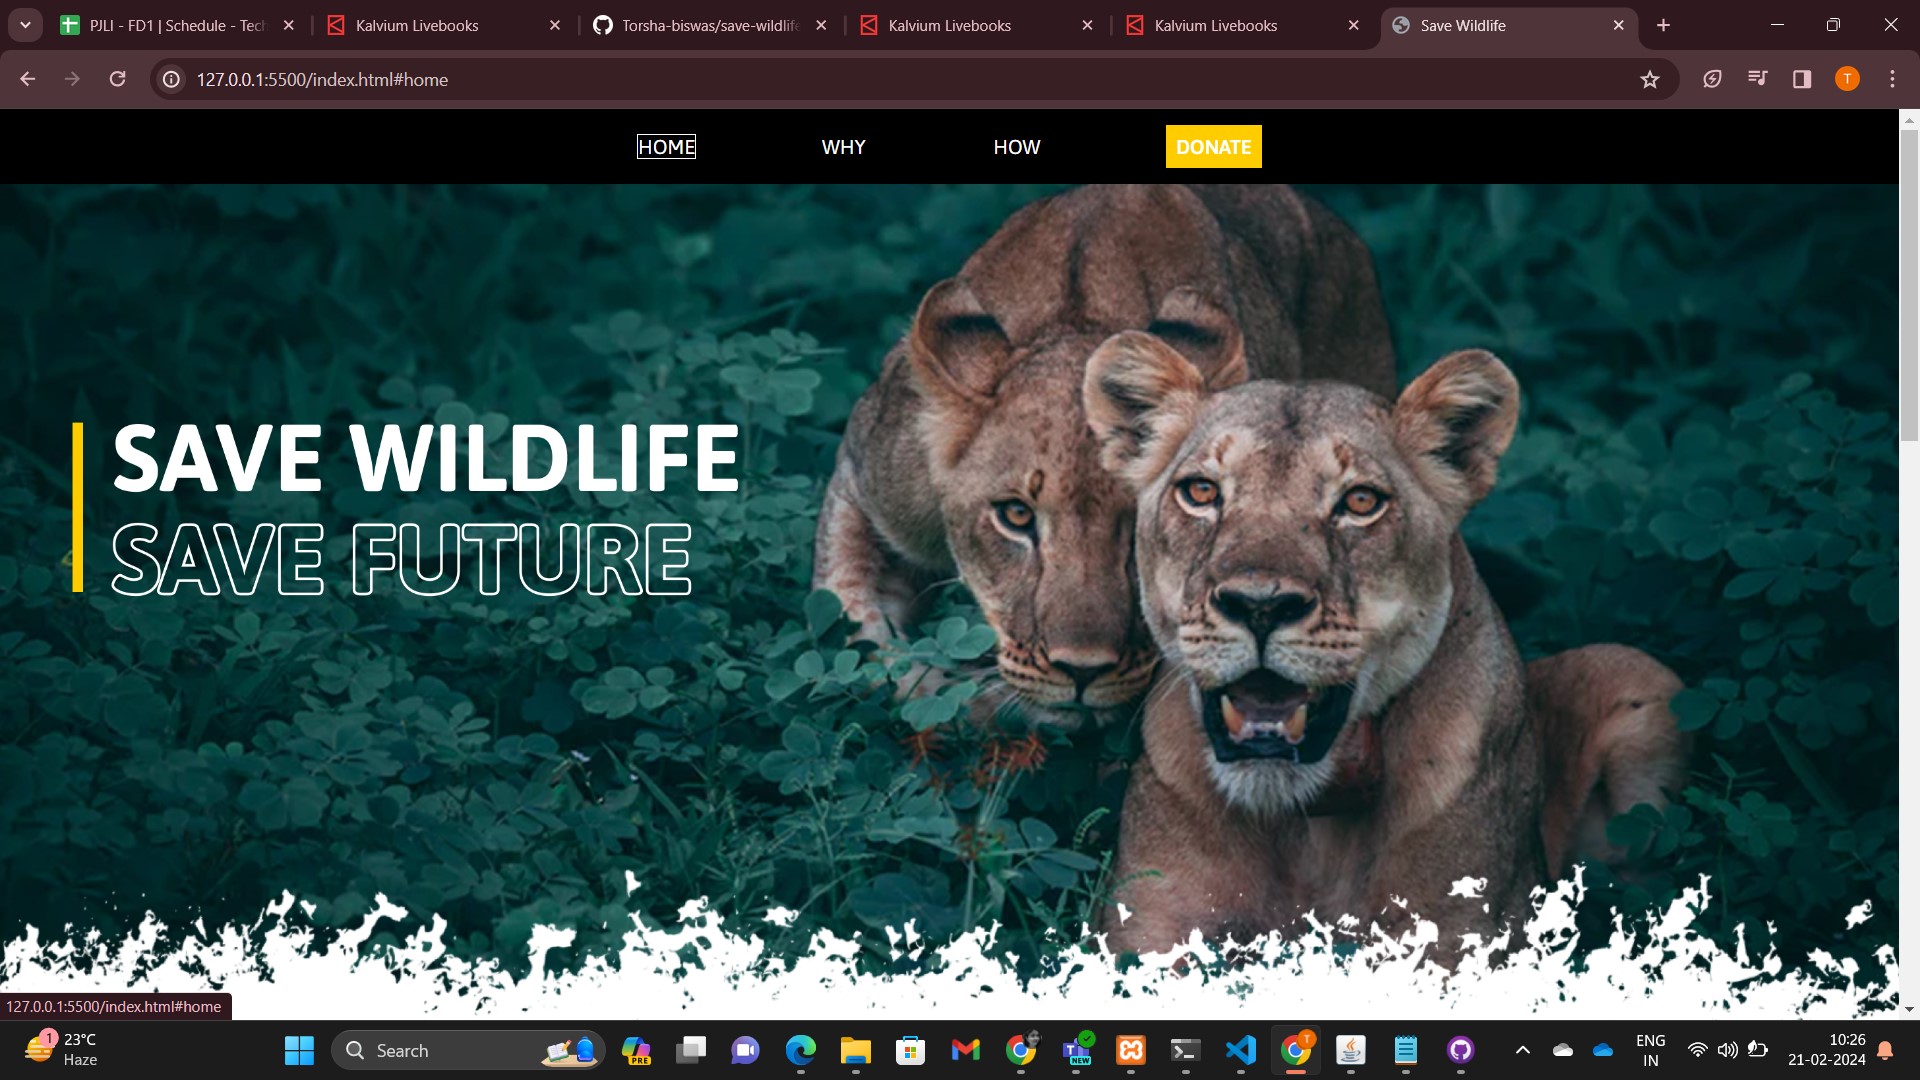 PJLI - FD1 | Schedule - Tech
Kalvium Livebooks
Torsha-biswas/save-wildlife
Kalvium Livebooks
Kalvium Livebooks
Save Wildlife
127.0.0.1:5500/index.html#home
T
HOME
WHY
HOW
DONATE
SAVE WILDLIFE
SAVE FUTURE
127.0.0.1:5500/index.html#home
1
23°C
Haze
Search
PRE
NEW
T
ENG
IN
10:26
21-02-2024